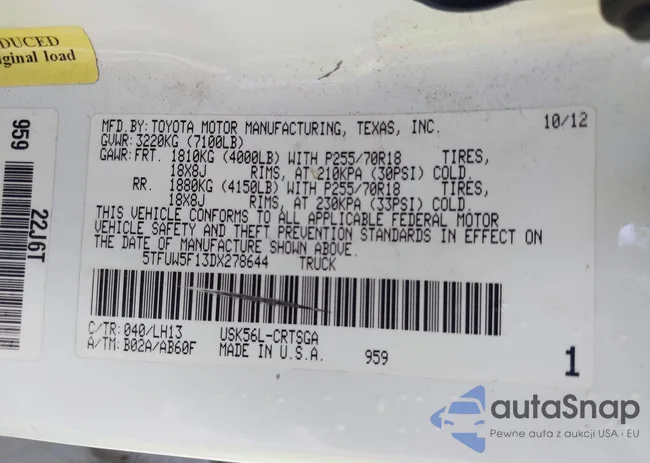 DUCED
ginal load
959
22J6T
MFD.BY:TOYOTA MOTOR MANUFACTURING, TEXAS, INC. 10/12
GVWR:3220KG (7100LB)
GAWR:FRT. 1810KG (4000LB) WITH P255/70R18 TIRES,
18X8J RIMS, AT 210KPA (30PSI) COLD.
RR. 1880KG (4150LB) WITH P255/70R18 TIRES,
18X8J RIMS, AT 230KPA (33PSI) COLD.
THIS VEHICLE CONFORMS TO ALL APPLICABLE FEDERAL MOTOR
VEHICLE SAFETY AND THEFT PREVENTION STANDARDS IN EFFECT ON
THE DATE OF MANUFACTURE SHOWN ABOVE.
5TFUW5F13DX278644 TRUCK
C/TR:040/LH13 USK56L-CRTSGA
A/TM:B02A/AB60F MADE IN U.S.A. 959 1
autaSnap
Pewne auta z aukcji USA i EU